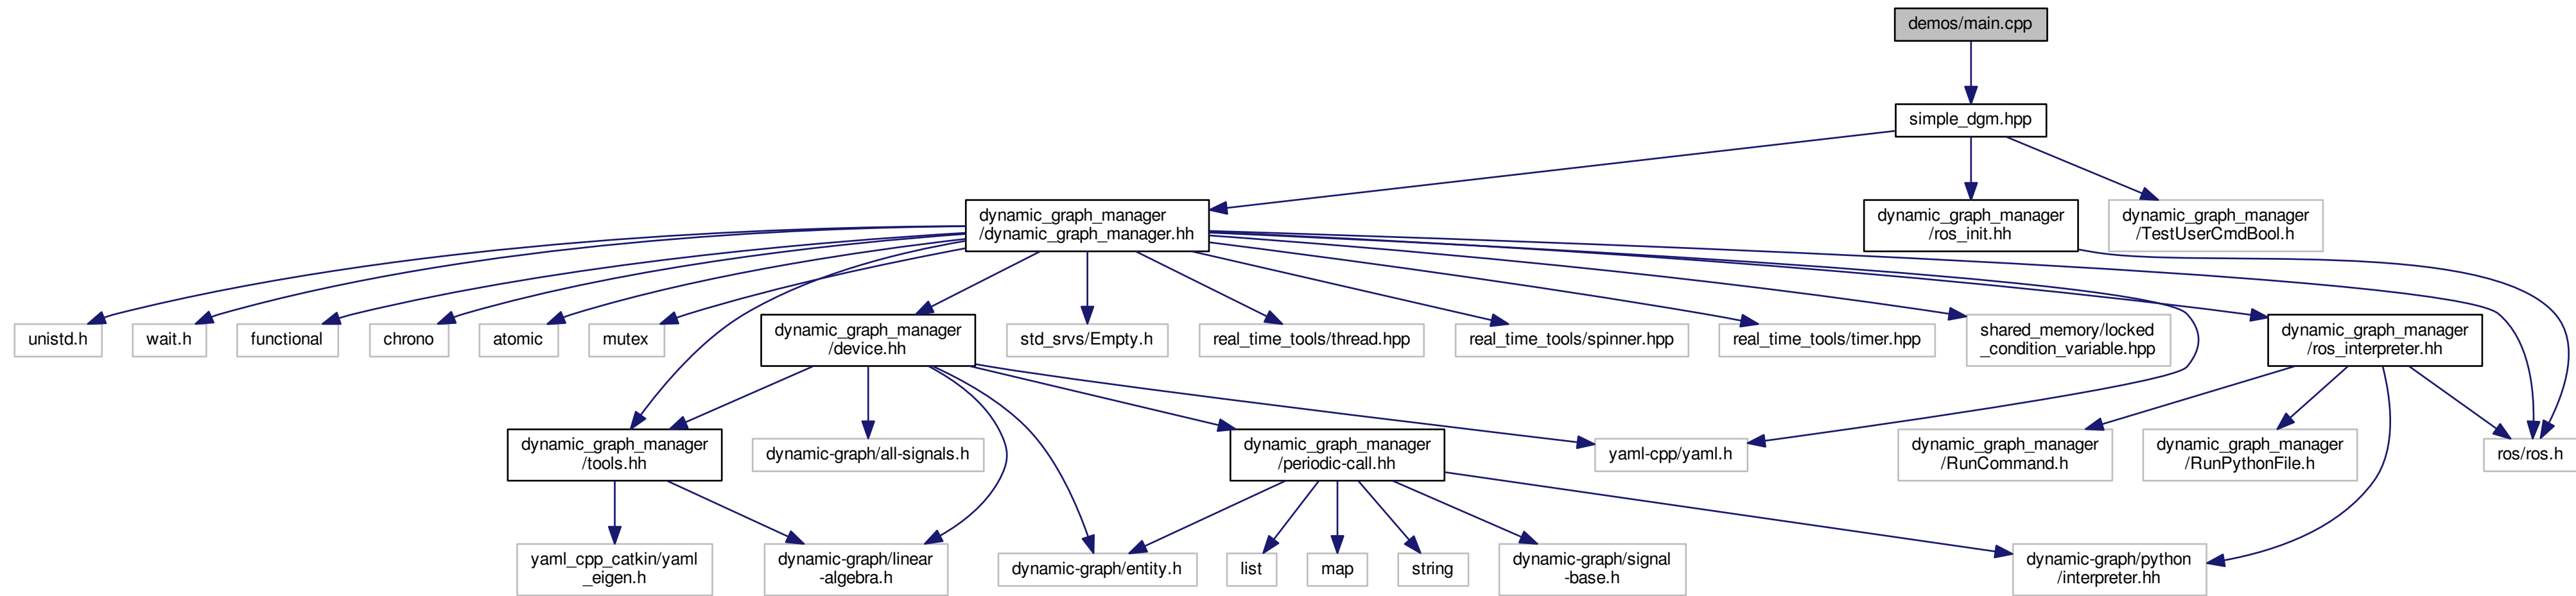 demos/main.cpp
simple_dgm.hpp
dynamic_graph_manager
/dynamic_graph_manager.hh
dynamic_graph_manager
/ros_init.hh
dynamic_graph_manager
/TestUserCmdBool.h
unistd.h
wait.h
functional
chrono
atomic
mutex
dynamic_graph_manager
/device.hh
std_srvs/Empty.h
real_time_tools/thread.hpp
real_time_tools/spinner.hpp
real_time_tools/timer.hpp
shared_memory/locked
_condition_variable.hpp
dynamic_graph_manager
/ros_interpreter.hh
dynamic_graph_manager
/tools.hh
dynamic-graph/all-signals.h
dynamic_graph_manager
/periodic-call.hh
yaml-cpp/yaml.h
dynamic_graph_manager
/RunCommand.h
dynamic_graph_manager
/RunPythonFile.h
ros/ros.h
yaml_cpp_catkin/yaml
_eigen.h
dynamic-graph/linear
-algebra.h
dynamic-graph/entity.h
list
map
string
dynamic-graph/signal
-base.h
dynamic-graph/python
/interpreter.hh